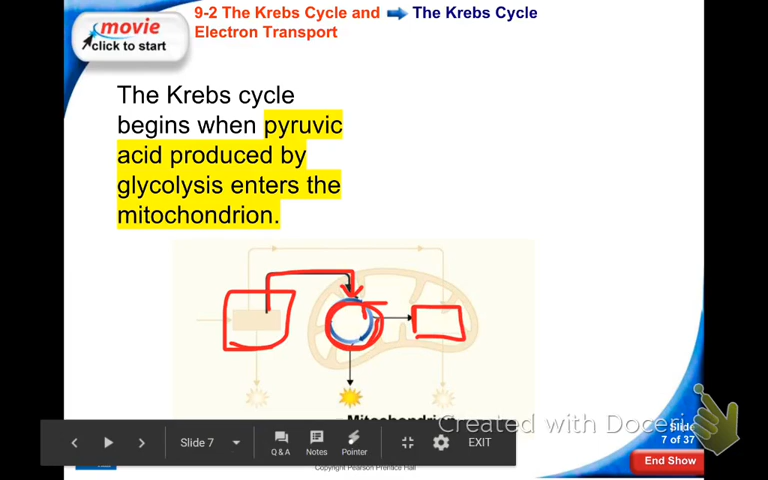 movie
click to start
9-2 The Krebs Cycle and
Electron Transport
The Krebs Cycle
The Krebs cycle
begins when pyruvic
acid produced by
glycolysis enters the
mitochondrion.
Created with Doceri
Slide
7 of 37
Slide 7
Q & A
Notes
Pointer
EXIT
End Show
Copyright Pearson Prentice Hall